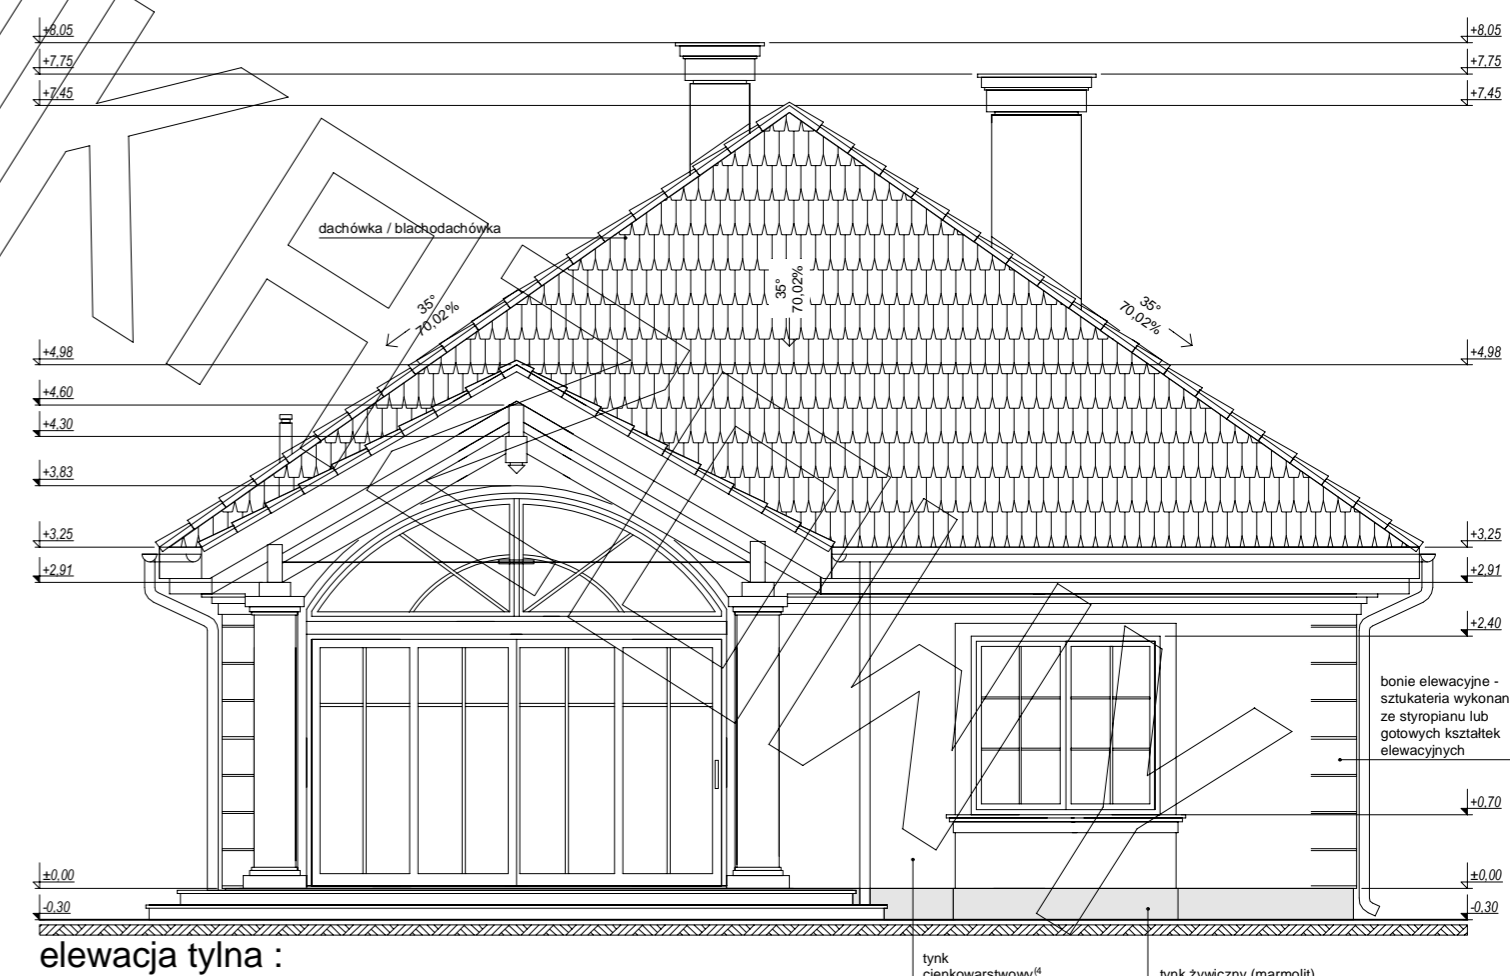 +8,05
+8,05
+7,75
+7,75
+7,45
+7,45
dachówka / blachodachówka
35°
70,02%
35°
70,02%
35°
70,02%
+4,98
+4,98
+4,60
+4,30
+3,83
+3,25
+3,25
+2,91
+2,91
+2,40
bonie elewacyjne -
sztukateria wykonan
ze styropianu lub
gotowych kształtek
elewacyjnych
+0,70
±0,00
±0,00
-0,30
-0,30
elewacja tylna :
tynk
cienkowarstwowy(4
tynk żywiczny (marmolit)